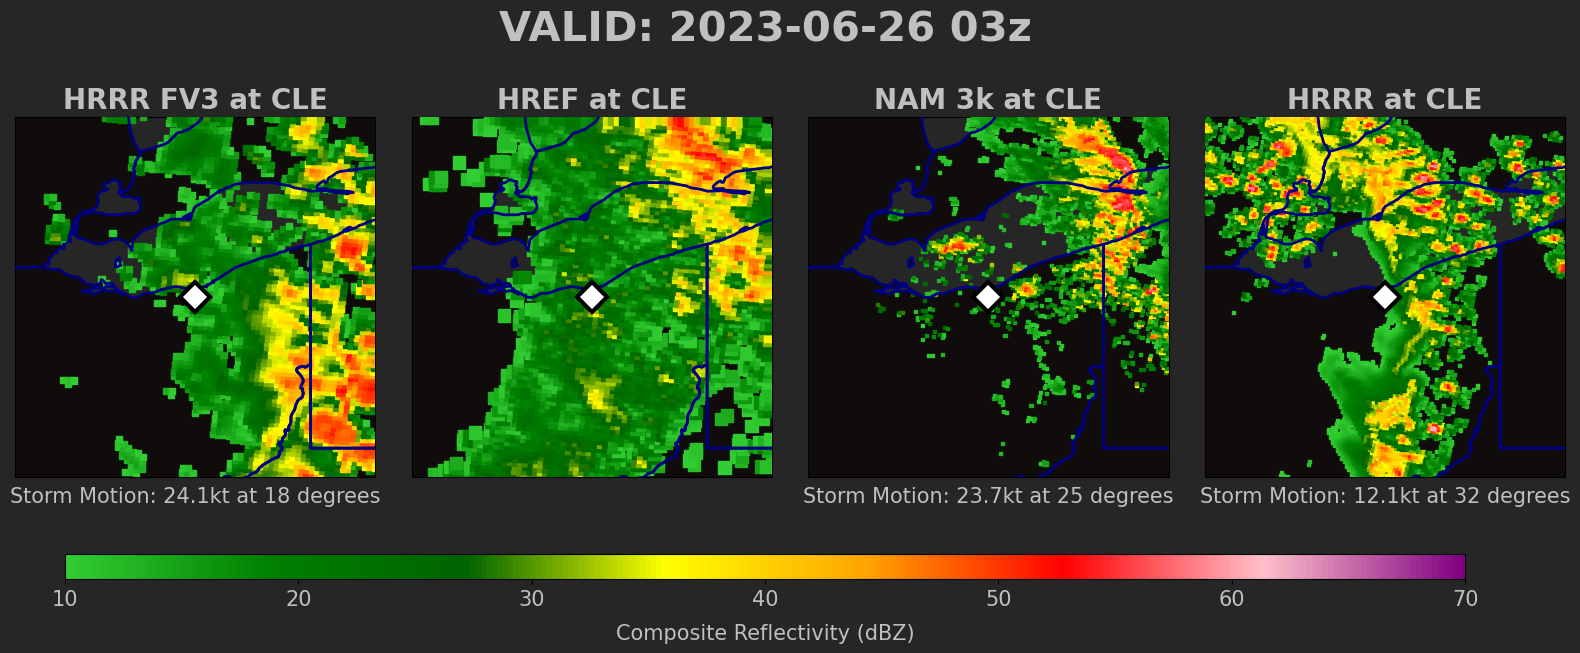 VALID: 2023-06-26 03z
HRRR FV3 at CLE
HREF at CLE
NAM 3k at CLE
HRRR at CLE
Storm Motion: 24.1kt at 18 degrees
Storm Motion: 23.7kt at 25 degrees
Storm Motion: 12.1kt at 32 degrees
10 20 30 40 50 60 70
Composite Reflectivity (dBZ)